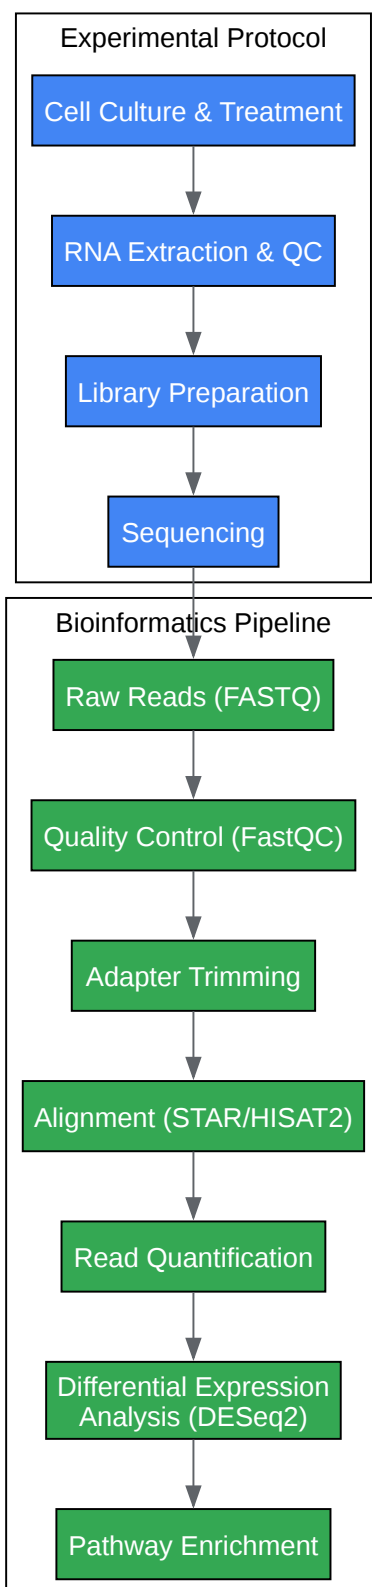 Experimental Protocol
Cell Culture & Treatment
RNA Extraction & QC
Library Preparation
Sequencing
Bioinformatics Pipeline
Raw Reads (FASTQ)
Quality Control (FastQC)
Adapter Trimming
Alignment (STAR/HISAT2)
Read Quantification
Differential Expression
Analysis (DESeq2)
Pathway Enrichment